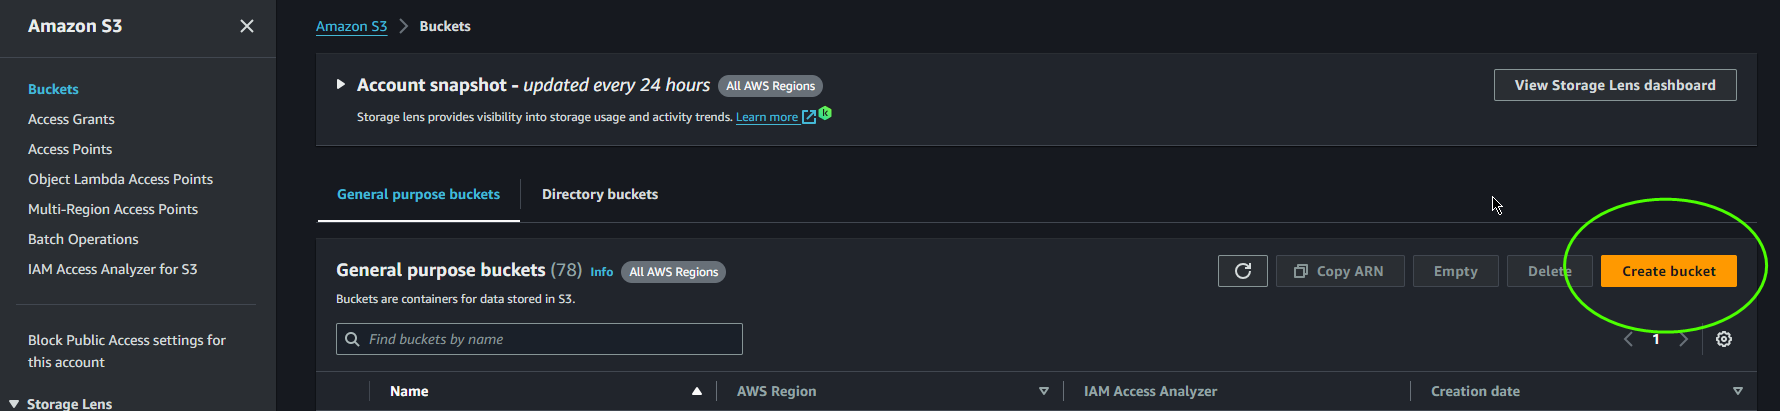 Amazon S3
Buckets
Access Grants
Access Points
Object Lambda Access Points
Multi-Region Access Points
Batch Operations
IAM Access Analyzer for S3
Block Public Access settings for
this account
Storage Lens
Amazon S3 > Buckets
Account snapshot - updated every 24 hours All AWS Regions
View Storage Lens dashboard
Storage lens provides visibility into storage usage and activity trends. Learn more
General purpose buckets Directory buckets
General purpose buckets (78) Info All AWS Regions
Copy ARN Empty Delete Create bucket
Buckets are containers for data stored in S3.
Find buckets by name
1
Name AWS Region IAM Access Analyzer Creation date